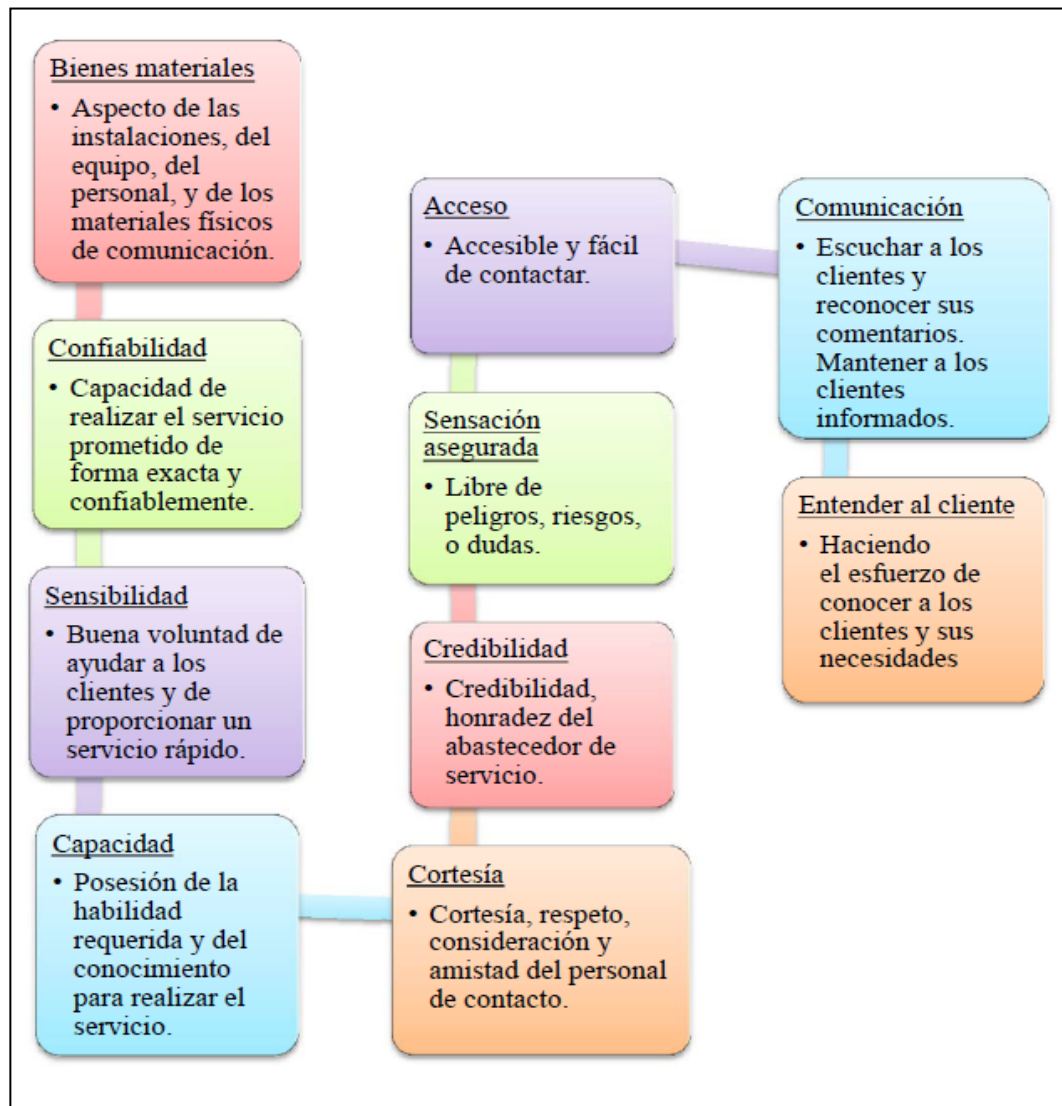 Bienes materiales
• Aspecto de las
instalaciones, del
equipo, del
personal, y de los
materiales físicos
de comunicación.
Confiabilidad
• Capacidad de
realizar el servicio
prometido de
forma exacta y
confiablemente.
Sensibilidad
• Buena voluntad de
ayudar a los
clientes y de
proporcionar un
servicio rápido.
Capacidad
• Posesión de la
habilidad
requerida y del
conocimiento
para realizar el
servicio.
Cortesía
• Cortesía, respeto,
consideración y
amistad del personal
de contacto.
Credibilidad
• Credibilidad,
honradez del
abastecedor de
servicio.
Sensación
asegurada
• Libre de
peligros, riesgos,
o dudas.
Acceso
• Accesible y fácil
de contactar.
Comunicación
• Escuchar a los
clientes y
reconocer sus
comentarios.
Mantener a los
clientes
informados.
Entender al cliente
• Haciendo
el esfuerzo de
conocer a los
clientes y sus
necesidades